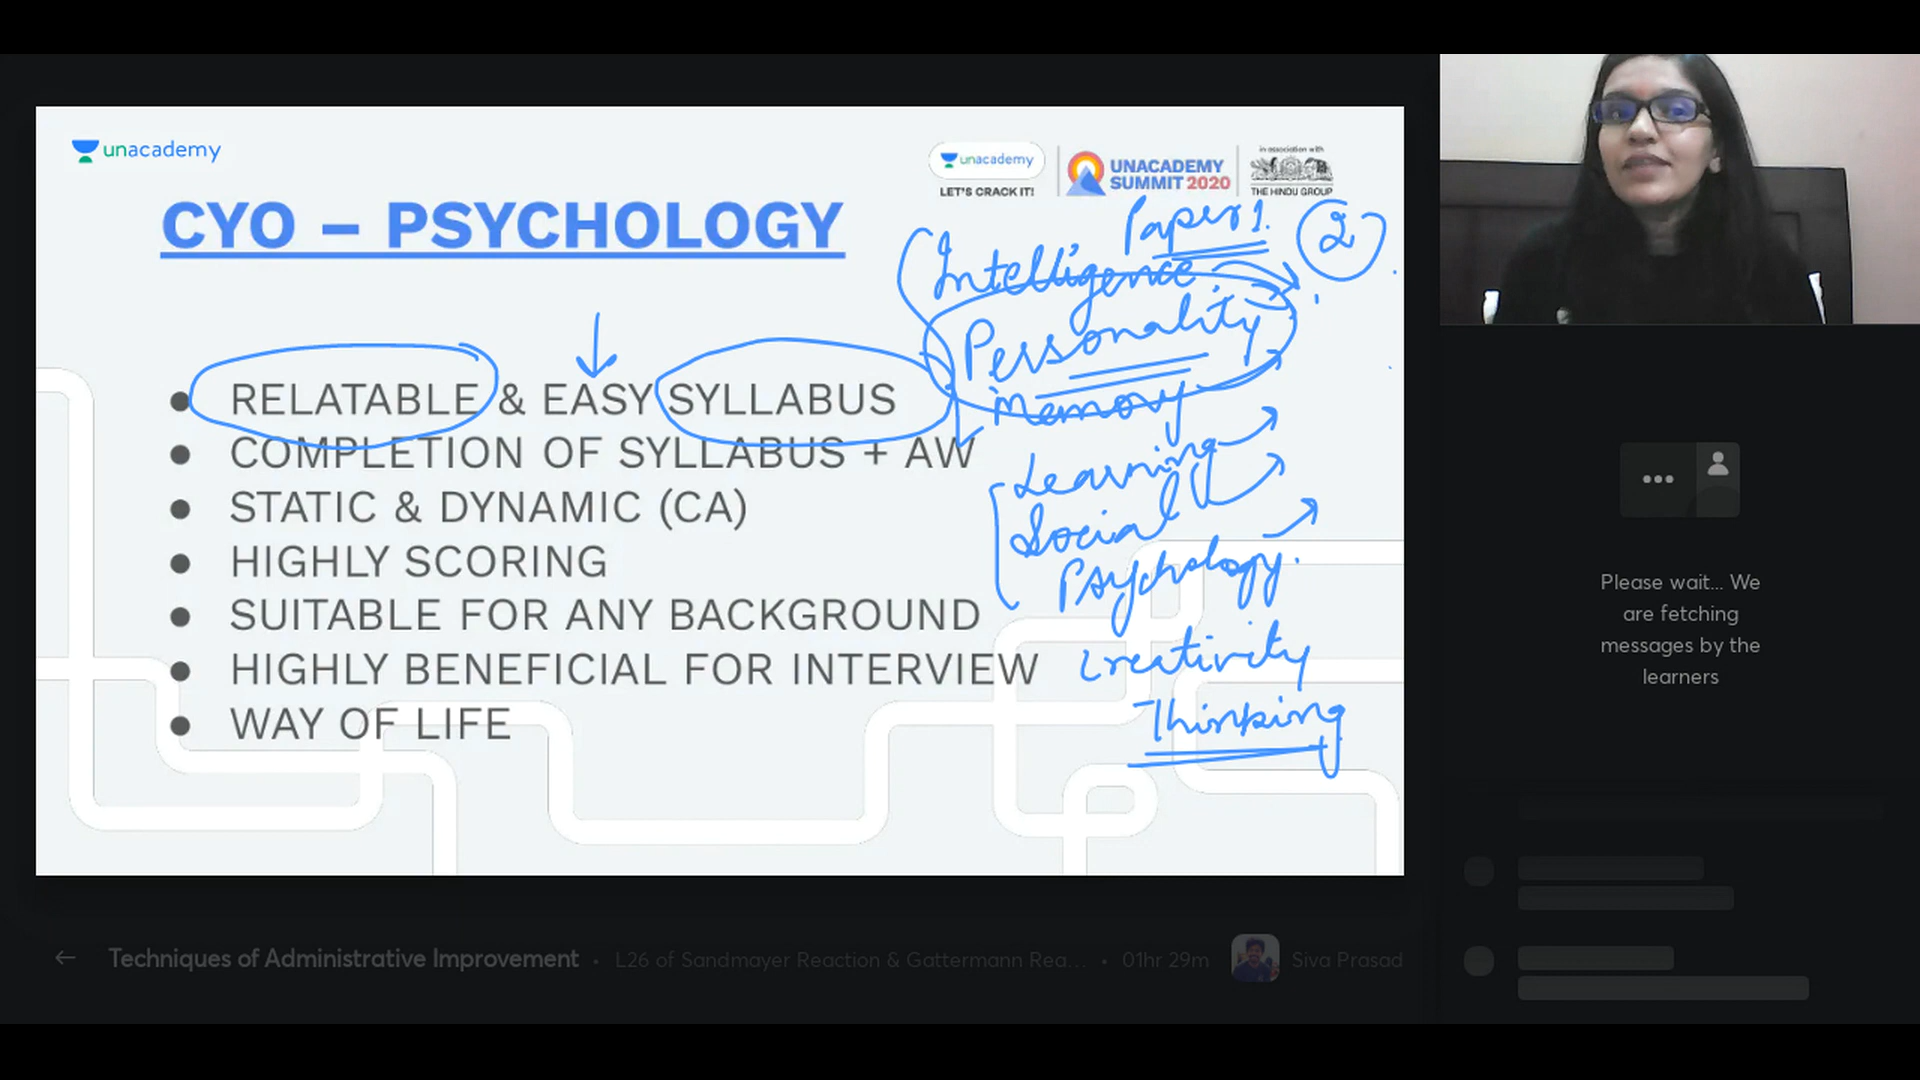 unacademy
unacademy
LET'S CRACK IT!
UNACADEMY
SUMMIT 2020
in association with
THE HINDU GROUP
CYO – PSYCHOLOGY
Paper 1.
2
Intelligence
Personality
Memory
Learning
Social
Psychology.
Creativity
Thinking
RELATABLE & EASY SYLLABUS
COMPLETION OF SYLLABUS + AW
STATIC & DYNAMIC (CA)
HIGHLY SCORING
SUITABLE FOR ANY BACKGROUND
HIGHLY BENEFICIAL FOR INTERVIEW
WAY OF LIFE
Please wait... We
are fetching
messages by the
learners
Techniques of Administrative Improvement • L26 of Sandmayer Reaction & Gattermann Rea... • 01hr 29m Siva Prasad